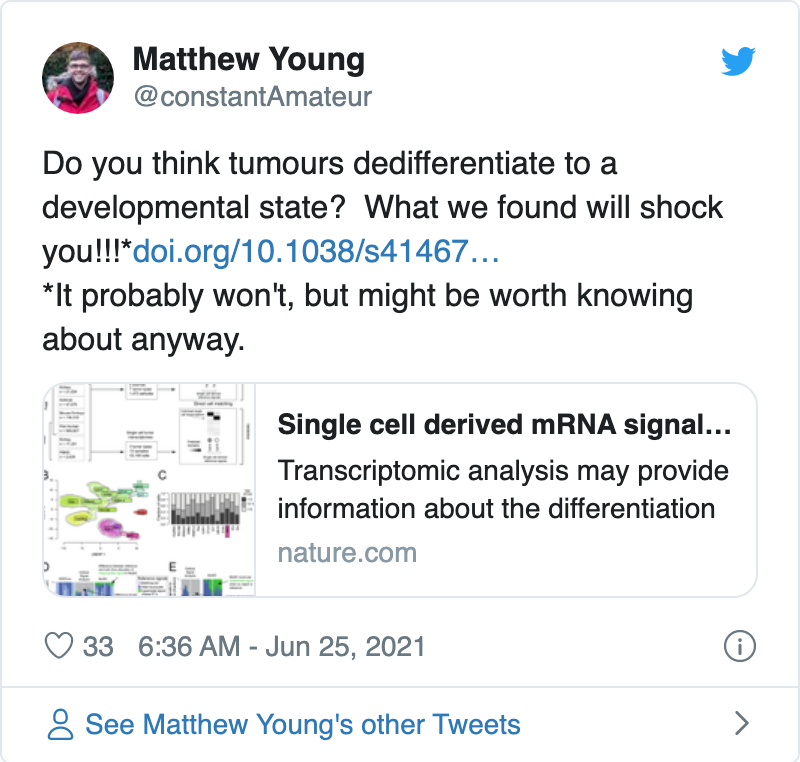 Matthew Young
@constantAmateur
Do you think tumours dedifferentiate to a
developmental state?  What we found will shock
you!!!*doi.org/10.1038/s41467…
*It probably won't, but might be worth knowing
about anyway.
B
C
D
E
Single cell derived mRNA signal…
Transcriptomic analysis may provide
information about the differentiation
nature.com
33 6:36 AM - Jun 25, 2021
See Matthew Young's other Tweets